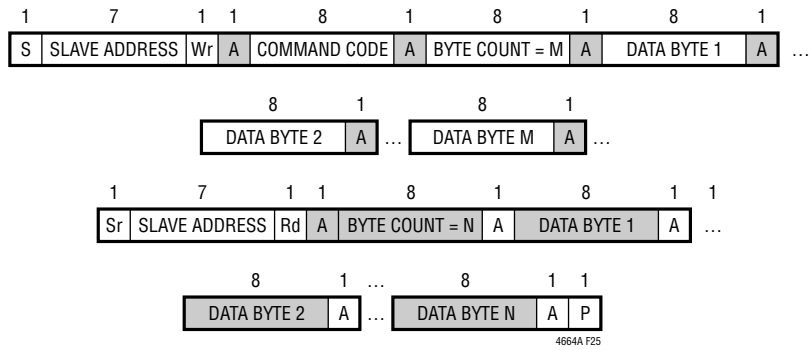 1 7 1 1 8 1 8 1 8 1
S SLAVE ADDRESS Wr A COMMAND CODE A BYTE COUNT = M A DATA BYTE 1 A …
8 1 8 1
DATA BYTE 2 A … DATA BYTE M A …
1 7 1 1 8 1 8 1 1
Sr SLAVE ADDRESS Rd A BYTE COUNT = N A DATA BYTE 1 A …
8 1 … 8 1 1
DATA BYTE 2 A … DATA BYTE N A P
4664A F25